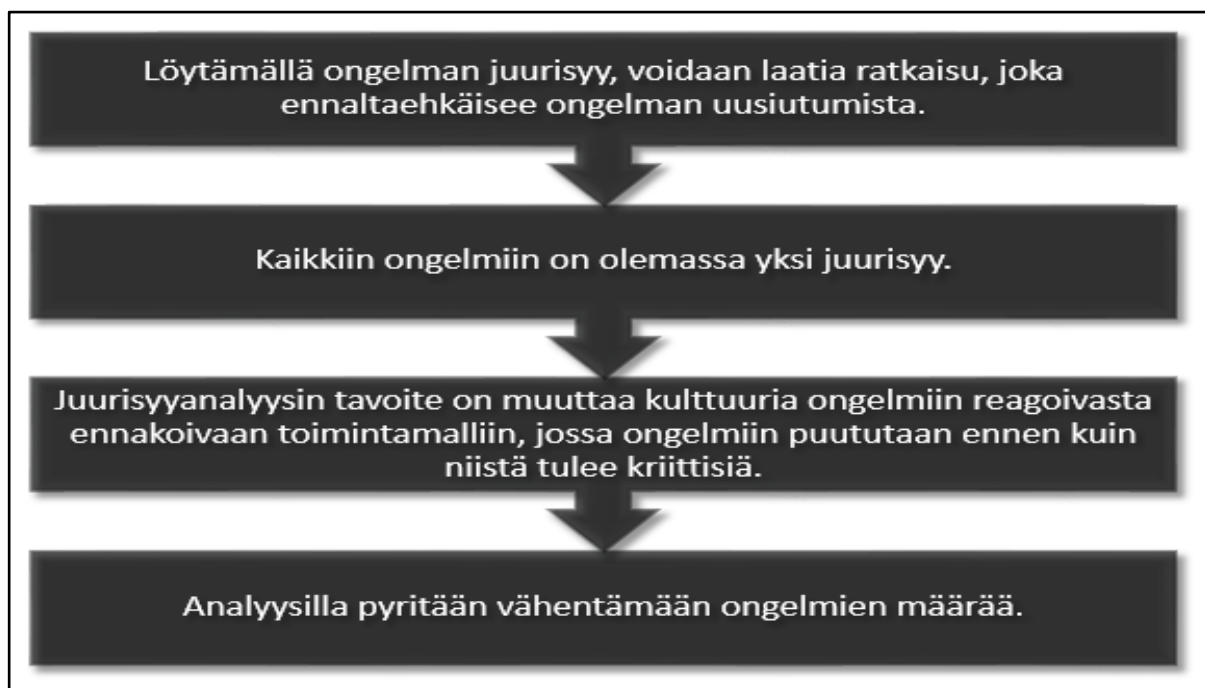 Löytämällä ongelman juurisyy, voidaan laatia ratkaisu, joka
ennaltaehkäisee ongelman uusiutumista.
Kaikkiin ongelmiin on olemassa yksi juurisyy.
Juurisyyanalyysin tavoite on muuttaa kulttuuria ongelmiin reagoivasta
ennakoivaan toimintamalliin, jossa ongelmiin puututaan ennen kuin
niistä tulee kriittisiä.
Analyysilla pyritään vähentämään ongelmien määrää.